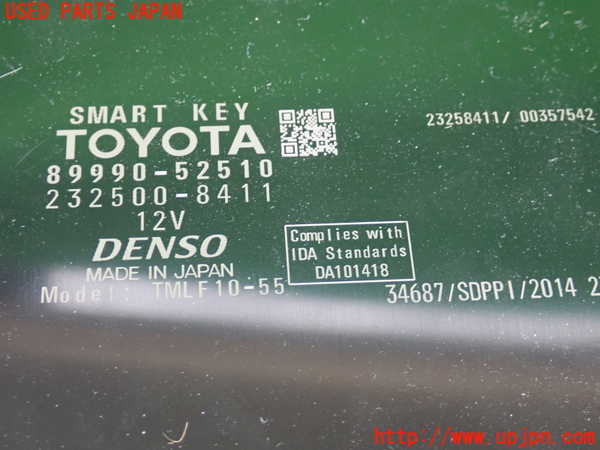 USED PARTS JAPAN
SMART KEY
TOYOTA
89990-52510
232500-8411
12V
DENSO
MADE IN JAPAN
Model: TMLF10-55
23258411/ 00357542
Complies with
IDA Standards
DA101418
34687/SDPPI/2014
http://www.upjpn.com/